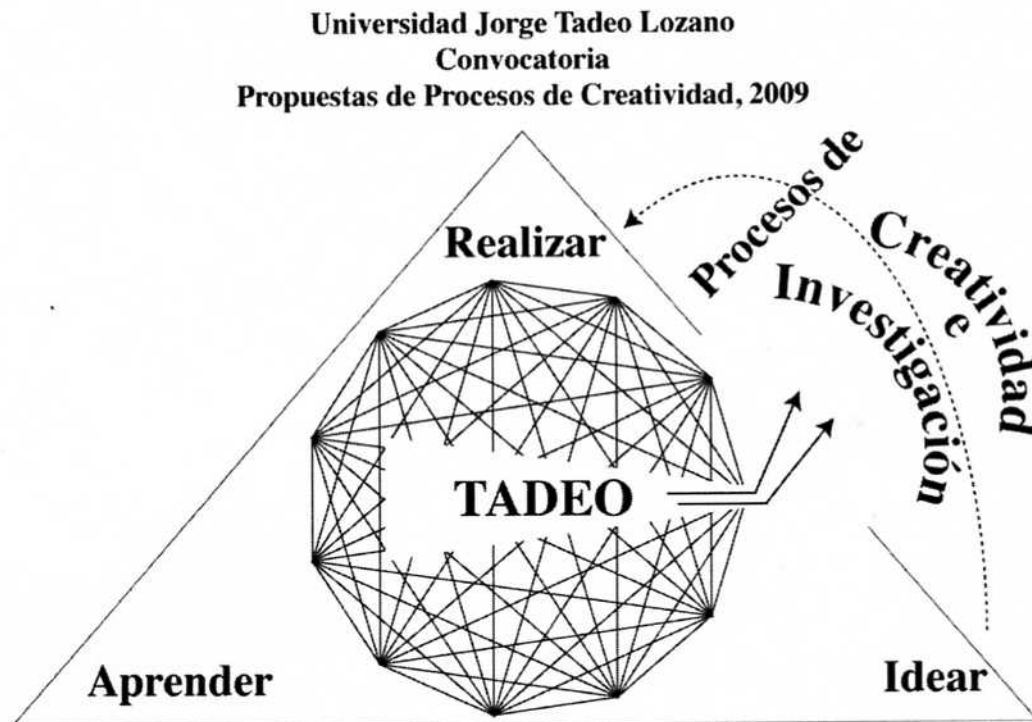 Universidad Jorge Tadeo Lozano
Convocatoria
Propuestas de Procesos de Creatividad, 2009
Realizar
Procesos de
Creatividad
e
Investigación
TADEO
Aprender
Idear